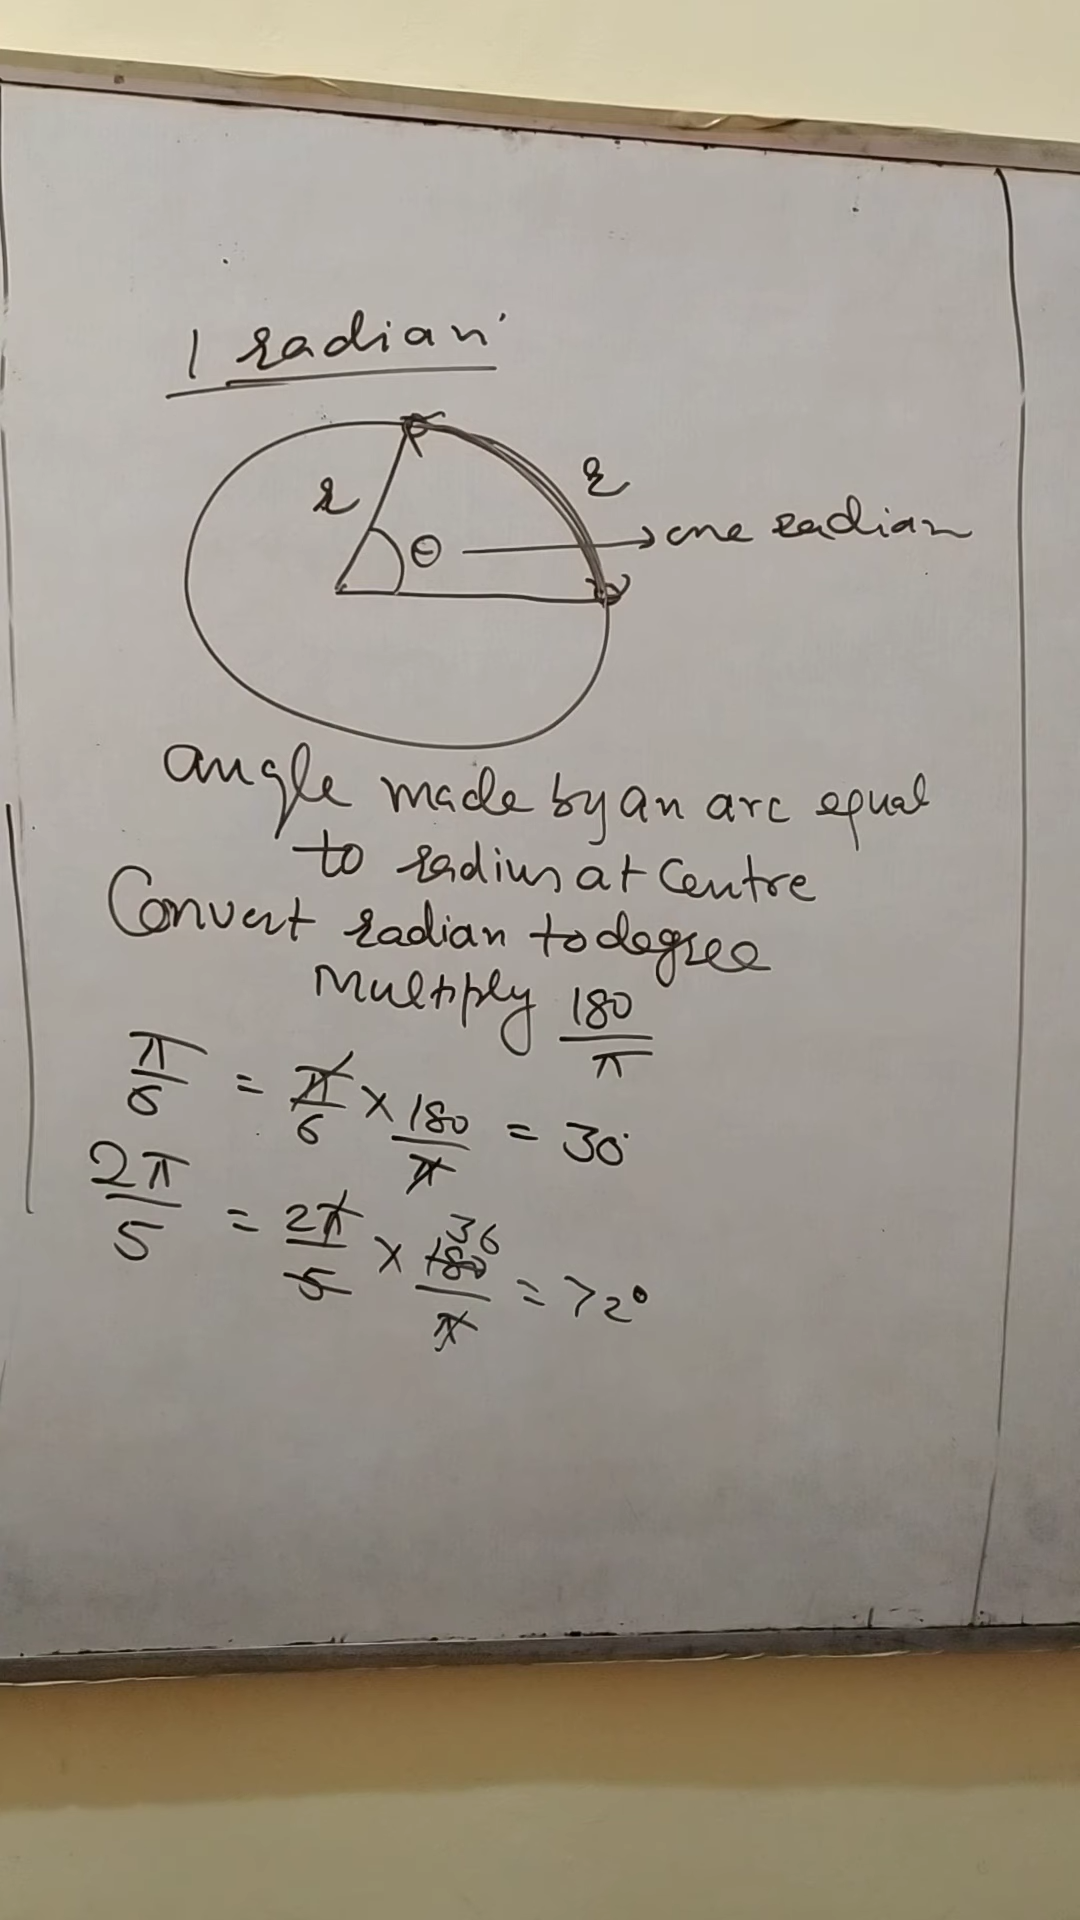 1 radian
r
r
θ → one radian
angle made by an arc equal
to radius at Centre
Convert radian to degree
Multiply 180/π
π/6 = π/6 × 180/π = 30°
2π/5 = 2π/5 × 180/π = 72°
36